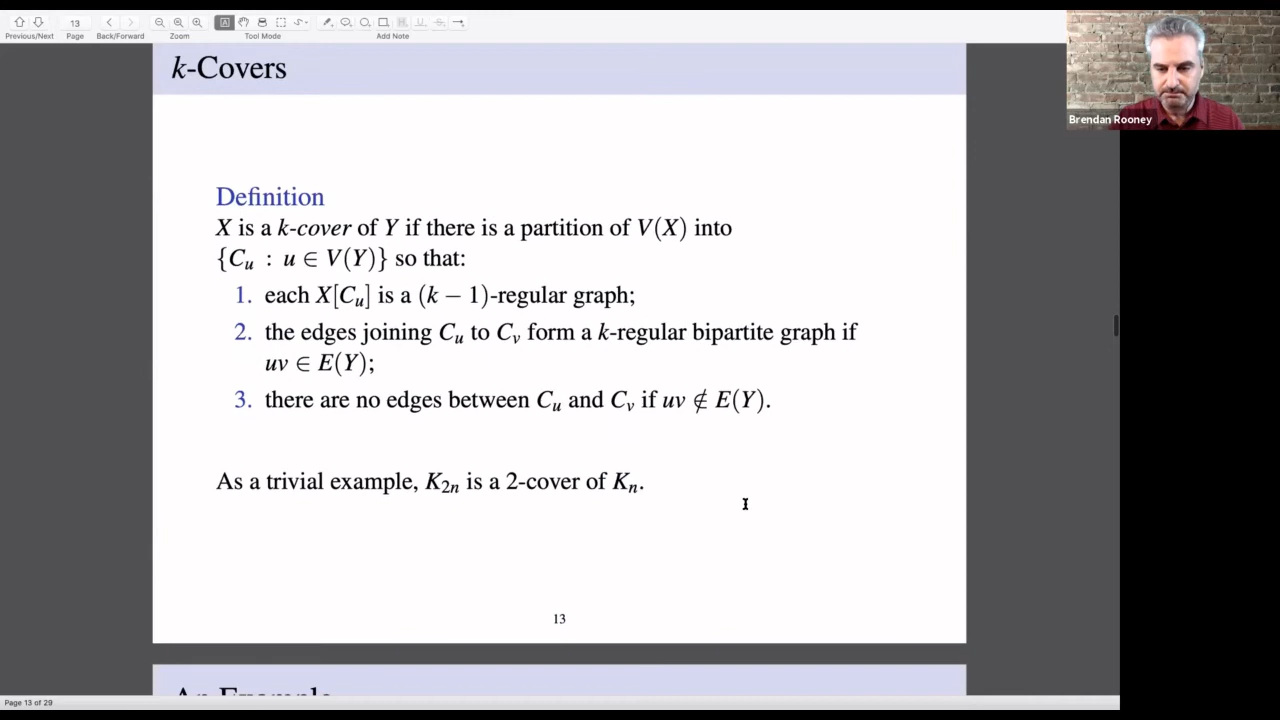 13
Previous/Next Page Back/Forward Zoom Tool Mode Add Note
k-Covers
Brendan Rooney
Definition
X is a k-cover of Y if there is a partition of V(X) into
{C_u : u ∈ V(Y)} so that:
1. each X[C_u] is a (k − 1)-regular graph;
2. the edges joining C_u to C_v form a k-regular bipartite graph if
uv ∈ E(Y);
3. there are no edges between C_u and C_v if uv ∉ E(Y).
As a trivial example, K_{2n} is a 2-cover of K_n.
13
An Example
Page 13 of 29